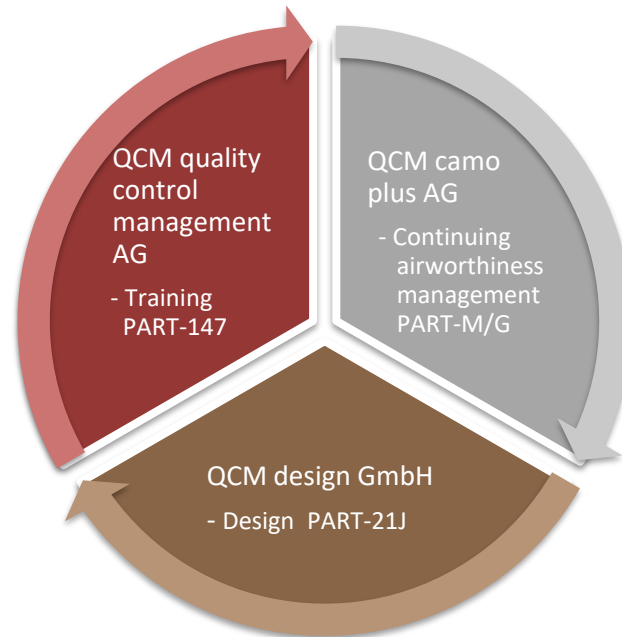 QCM quality
control
management
AG
- Training
PART-147
QCM camo
plus AG
- Continuing
airworthiness
management
PART-M/G
QCM design GmbH
- Design  PART-21J